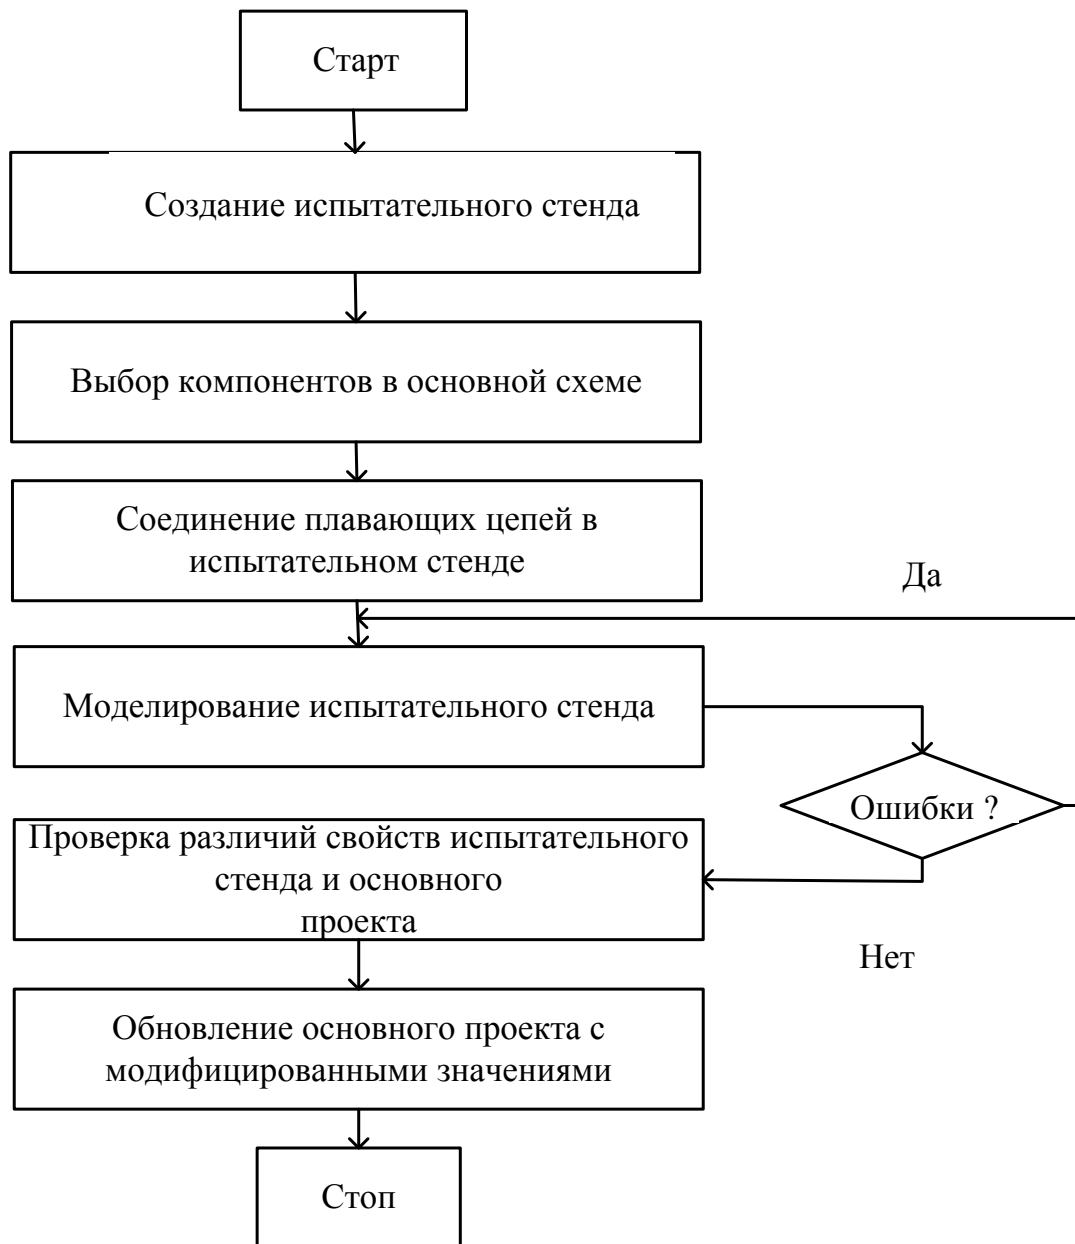 Старт
Создание испытательного стенда
Выбор компонентов в основной схеме
Соединение плавающих цепей в
испытательном стенде
Да
Моделирование испытательного стенда
Ошибки ?
Проверка различий свойств испытательного
стенда и основного
проекта
Нет
Обновление основного проекта с
модифицированными значениями
Стоп